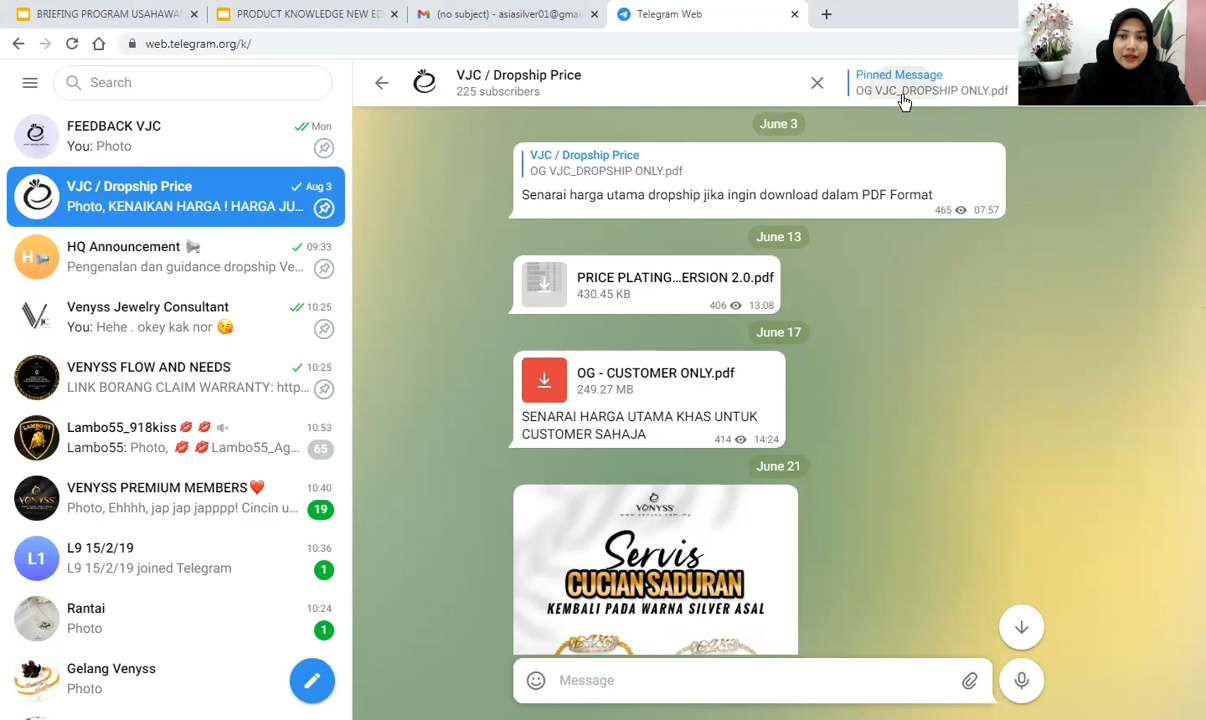 BRIEFING PROGRAM USAHAWA
PRODUCT KNOWLEDGE NEW ED
(no subject) - asiasilver01@gma
Telegram Web
web.telegram.org/k/
Search
VJC / Dropship Price
225 subscribers
Pinned Message
OG VJC_DROPSHIP ONLY.pdf
FEEDBACK VJC
Mon
You: Photo
VJC / Dropship Price
Aug 3
Photo, KENAIKAN HARGA ! HARGA JU...
HQ Announcement
09:33
Pengenalan dan guidance dropship Ve...
Venyss Jewelry Consultant
10:25
You: Hehe . okey kak nor 😘
VENYSS FLOW AND NEEDS
10:25
LINK BORANG CLAIM WARRANTY: http...
Lambo55_918kiss💋 💋
10:53
Lambo55: Photo, 💋 💋Lambo55_Ag...
65
VENYSS PREMIUM MEMBERS❤️
10:40
Photo, Ehhhh, jap jap japppp! Cincin u...
19
L1
L9 15/2/19
10:36
L9 15/2/19 joined Telegram
1
Rantai
10:24
Photo
1
Gelang Venyss
Photo
June 3
VJC / Dropship Price
OG VJC_DROPSHIP ONLY.pdf
Senarai harga utama dropship jika ingin download dalam PDF Format
465 07:57
June 13
PRICE PLATING...ERSION 2.0.pdf
430.45 KB
406 13:08
June 17
OG - CUSTOMER ONLY.pdf
249.27 MB
SENARAI HARGA UTAMA KHAS UNTUK
CUSTOMER SAHAJA
414 14:24
June 21
VENYSS
www.venyss.com.my
Servis
CUCIAN SADURAN
KEMBALI PADA WARNA SILVER ASAL
Message